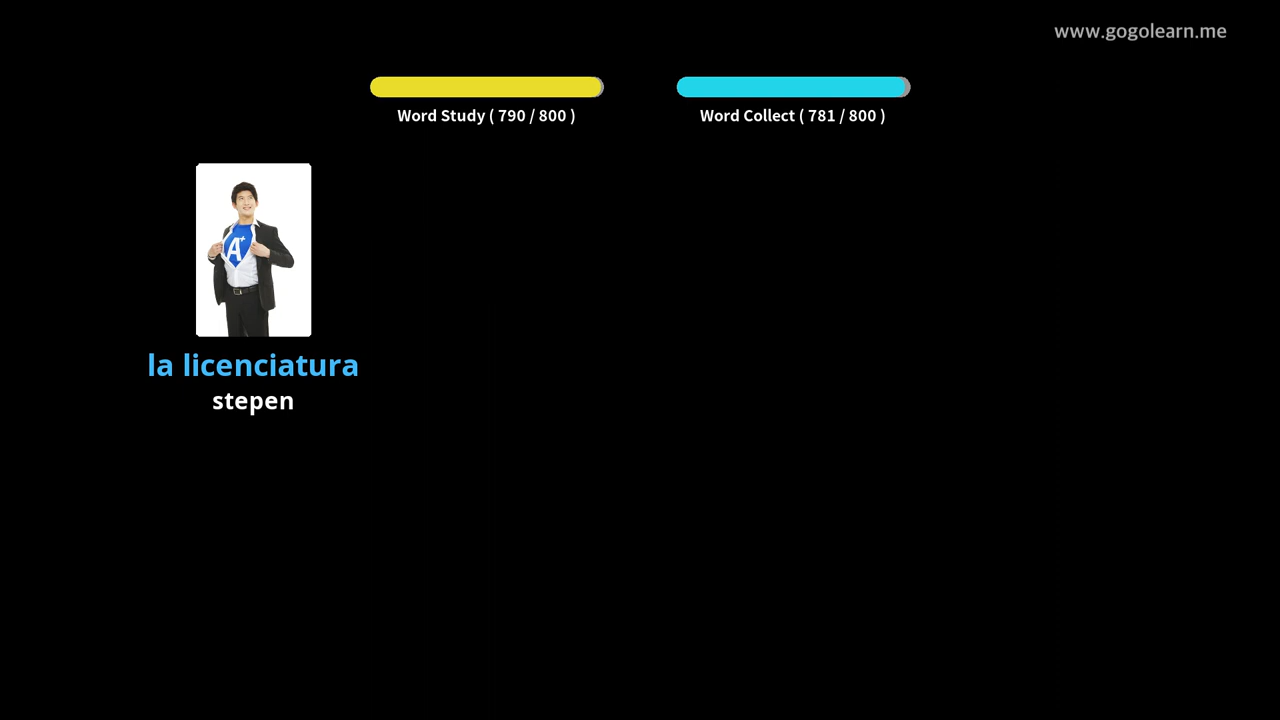 www.gogolearn.me
Word Study ( 790 / 800 )
Word Collect ( 781 / 800 )
A+
la licenciatura
stepen